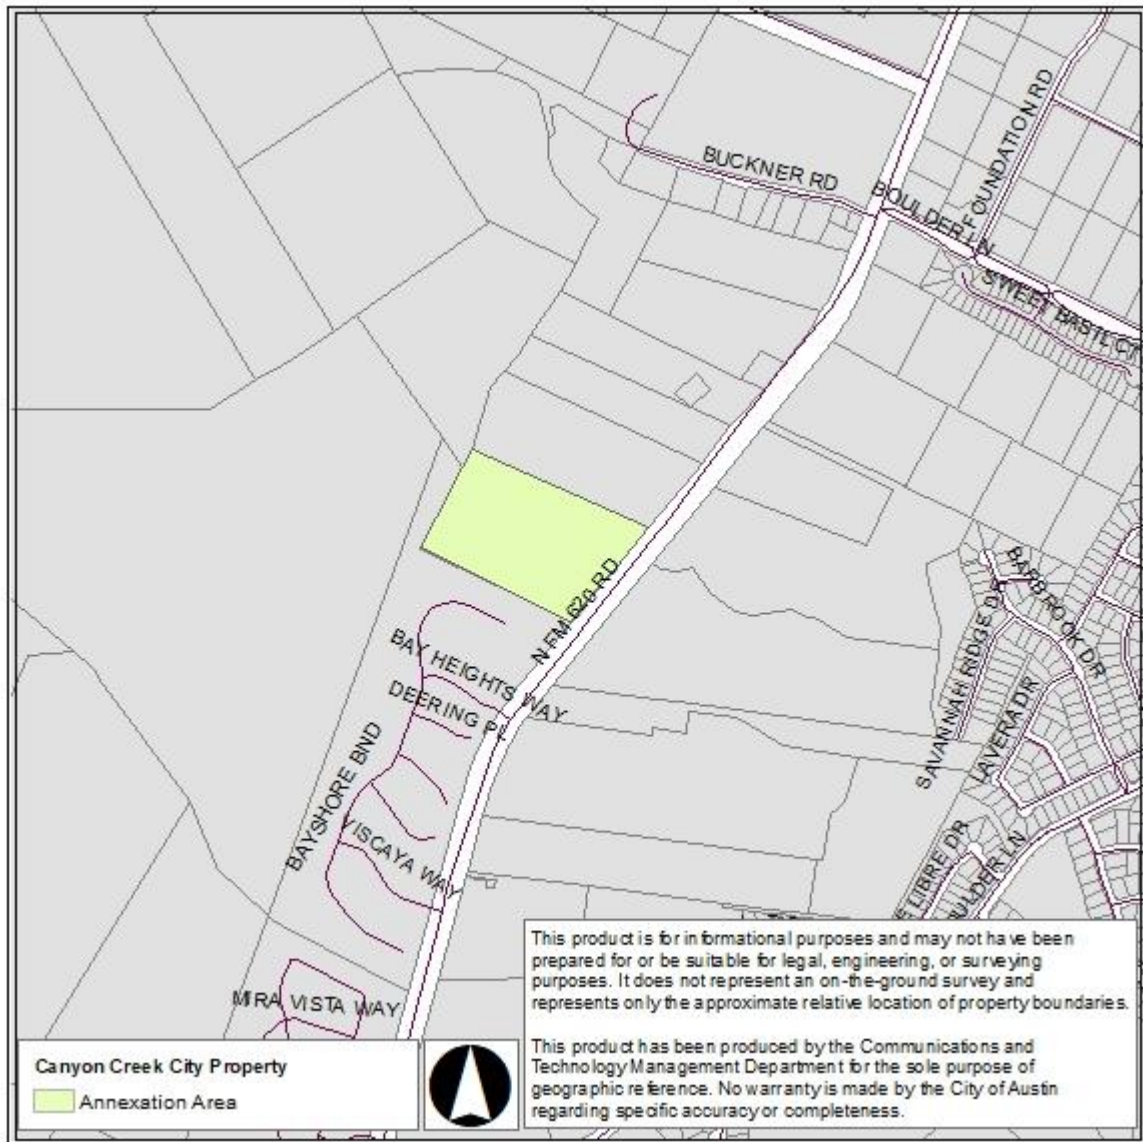 FOUNDATION RD
BUCKNER RD
BOULDER LN
SWEET BASIL CT
N FM 620 RD
BARBROOK DR
BAY HEIGHTS WAY
SAVANNAH RIDGE DR
DEERING PL
LAVERA DR
BAYSHORE BND
VISCAYA WAY
E LIBRE DR
OULDER LN
MIRA VISTA WAY
This product is for informational purposes and may not have been
prepared for or be suitable for legal, engineering, or surveying
purposes. It does not represent an on-the-ground survey and
represents only the approximate relative location of property boundaries.
This product has been produced by the Communications and
Technology Management Department for the sole purpose of
geographic reference. No warranty is made by the City of Austin
regarding specific accuracy or completeness.
Canyon Creek City Property
Annexation Area